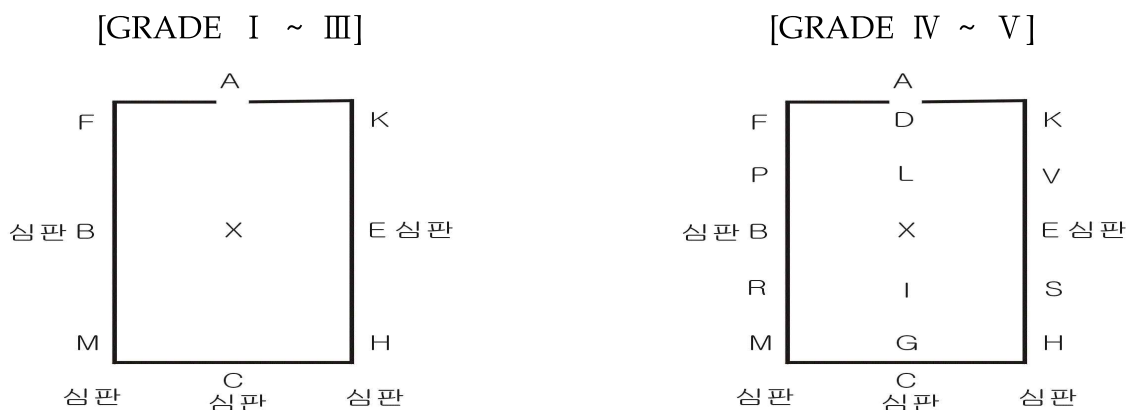 [GRADE Ⅰ ~ Ⅲ]
A
F K
심판 B X E 심판
M H
C
심판 심판 심판
[GRADE Ⅳ ~ Ⅴ]
A
F D K
P L V
심판 B X E 심판
R I S
M G H
C
심판 심판 심판